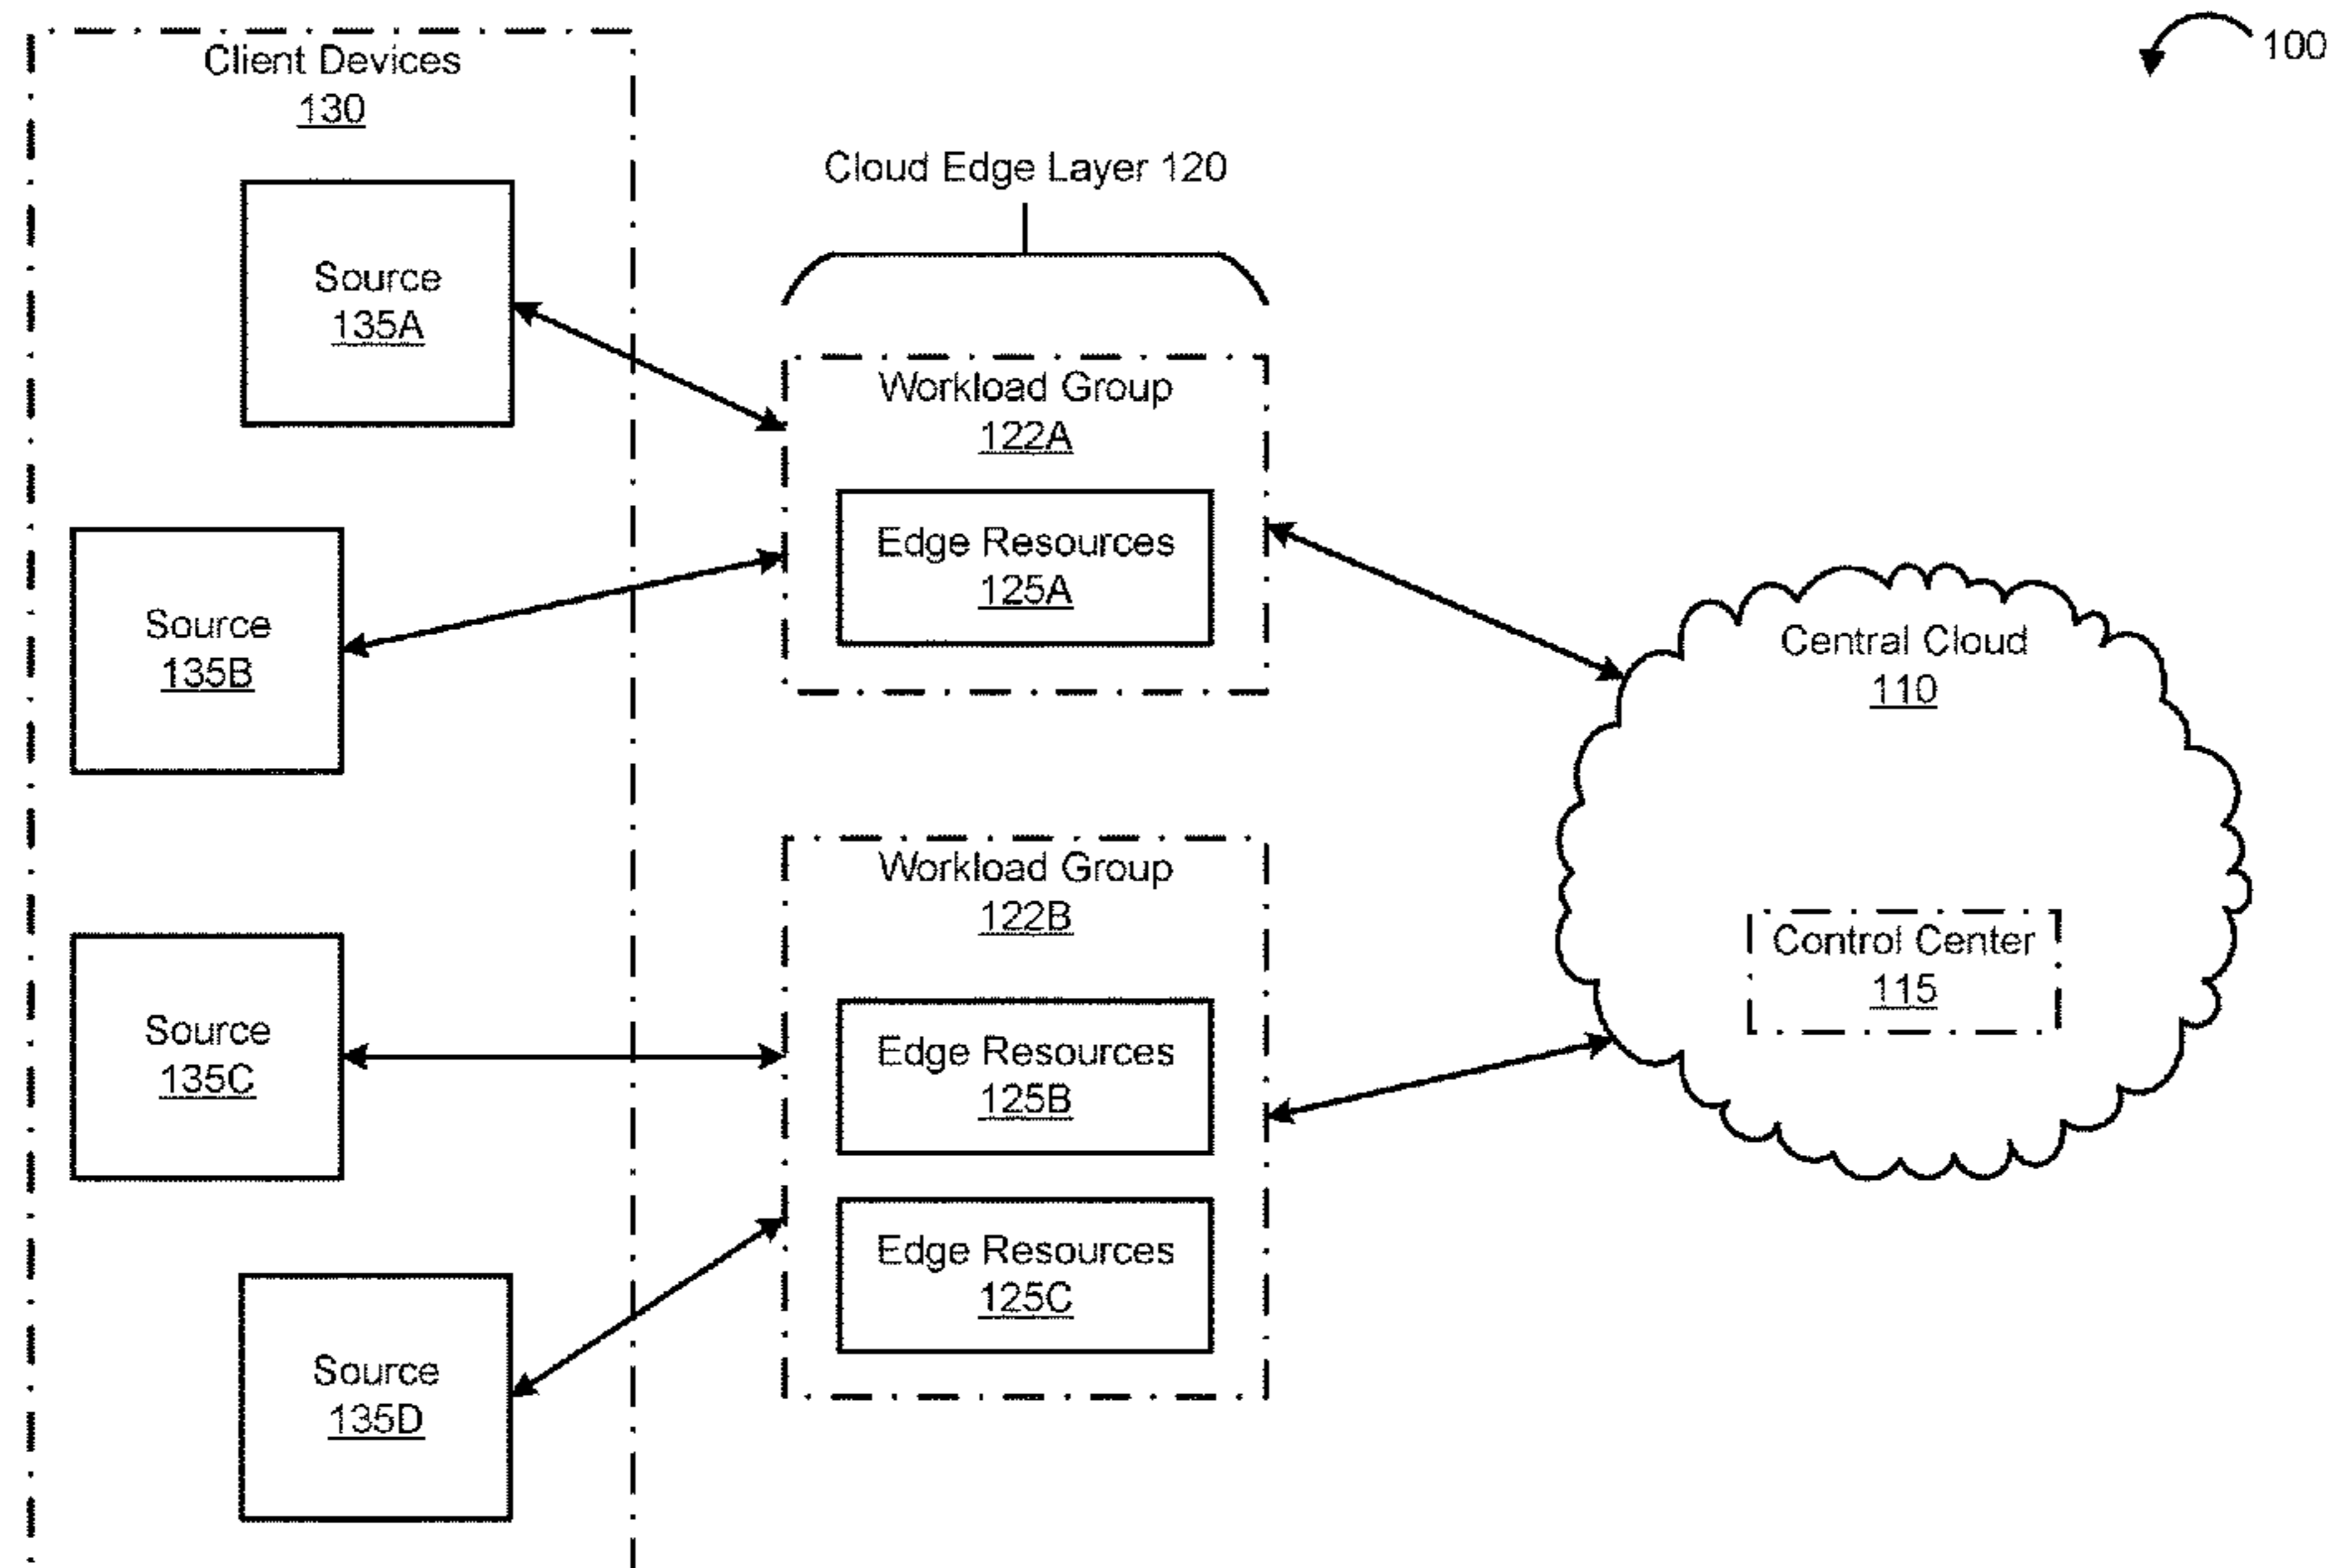 100
Client Devices
130
Cloud Edge Layer 120
Source
135A
Workload Group
122A
Edge Resources
125A
Source
135B
Central Cloud
110
Workload Group
122B
Control Center
115
Source
135C
Edge Resources
125B
Edge Resources
125C
Source
135D